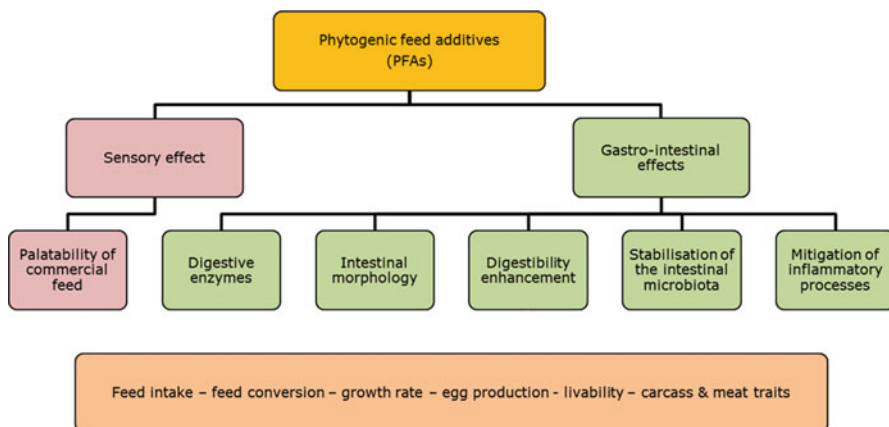 Phytogenic feed additives
(PFAs)
Sensory effect
Gastro-intestinal
effects
Palatability of
commercial
feed
Digestive
enzymes
Intestinal
morphology
Digestibility
enhancement
Stabilisation of
the intestinal
microbiota
Mitigation of
inflammatory
processes
Feed intake – feed conversion – growth rate – egg production - livability – carcass & meat traits